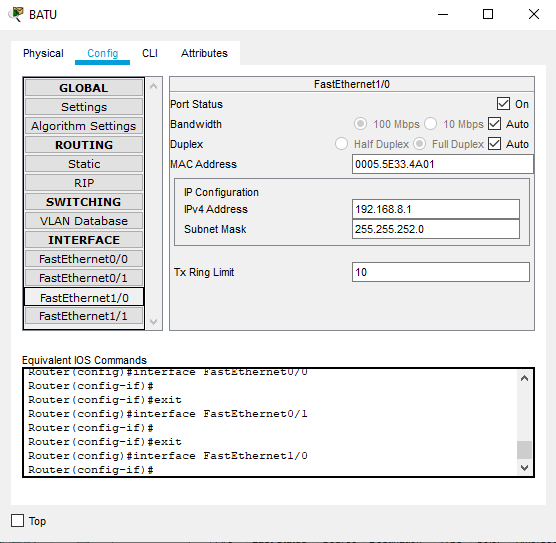 BATU
Physical Config CLI Attributes
GLOBAL
Settings
Algorithm Settings
ROUTING
Static
RIP
SWITCHING
VLAN Database
INTERFACE
FastEthernet0/0
FastEthernet0/1
FastEthernet1/0
FastEthernet1/1
FastEthernet1/0
Port Status On
Bandwidth 100 Mbps 10 Mbps Auto
Duplex Half Duplex Full Duplex Auto
MAC Address 0005.5E33.4A01
IP Configuration
IPv4 Address 192.168.8.1
Subnet Mask 255.255.252.0
Tx Ring Limit 10
Equivalent IOS Commands
Router(config)#interface FastEthernet0/0
Router(config-if)#
Router(config-if)#exit
Router(config)#interface FastEthernet0/1
Router(config-if)#
Router(config-if)#exit
Router(config)#interface FastEthernet1/0
Router(config-if)#
Top